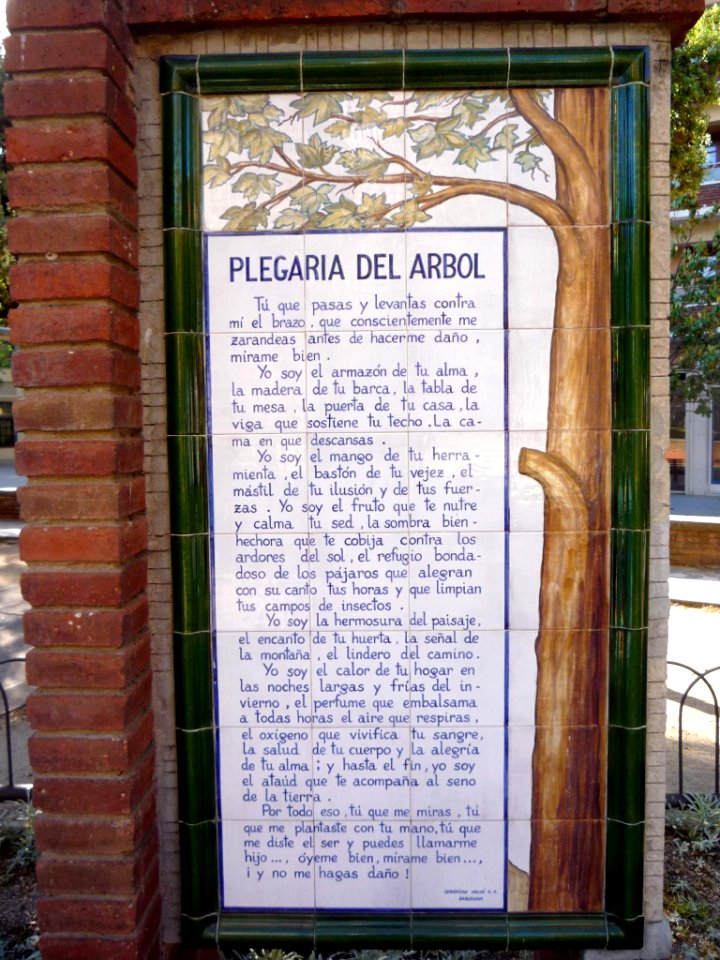 PLEGARIA DEL ARBOL
Tú que pasas y levantas contra
mí el brazo, que conscientemente me
zarandeas antes de hacerme daño,
mírame bien.
Yo soy el armazón de tu alma,
la madera de tu barca, la tabla de
tu mesa, la puerta de tu casa, la
viga que sostiene tu techo. La ca-
ma en que descansas.
Yo soy el mango de tu herra-
mienta, el bastón de tu vejez, el
mástil de tu ilusión y de tus fuer-
zas. Yo soy el fruto que te nutre
y calma tu sed, la sombra bien-
hechora que te cobija contra los
ardores del sol, el refugio bonda-
doso de los pájaros que alegran
con su canto tus horas y que limpian
tus campos de insectos.
Yo soy la hermosura del paisaje,
el encanto de tu huerta, la señal de
la montaña, el lindero del camino.
Yo soy el calor de tu hogar en
las noches largas y frías del in-
vierno, el perfume que embalsama
a todas horas el aire que respiras,
el oxígeno que vivifica tu sangre,
la salud de tu cuerpo y la alegría
de tu alma; y hasta el fin, yo soy
el ataúd que te acompaña al seno
de la tierra.
Por todo eso, tú que me miras, tú
que me plantaste con tu mano, tú que
me diste el ser y puedes llamarme
hijo..., óyeme bien, mírame bien...,
¡y no me hagas daño!
CERAMICAS VALLVÉ S.A.
BARCELONA